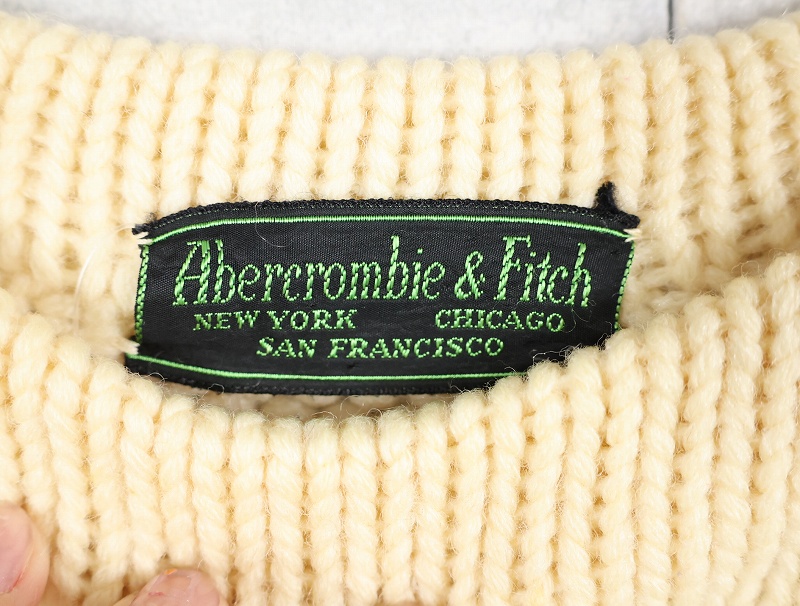 Abercrombie & Fitch
NEW YORK CHICAGO
SAN FRANCISCO